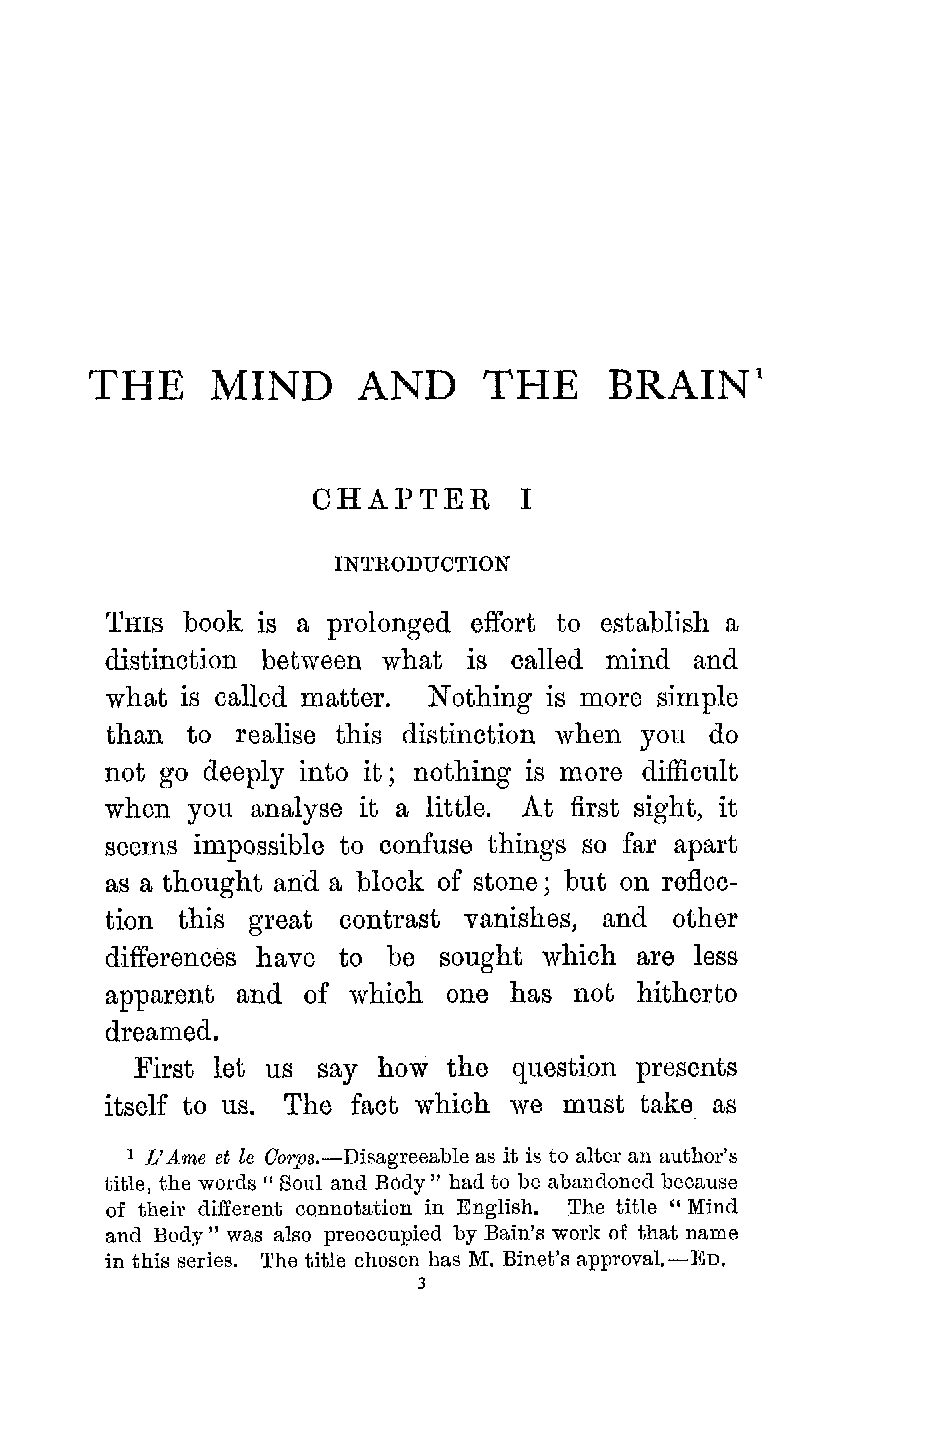 THE MIND AND THE BRAIN¹
CHAPTER I
INTRODUCTION
THIS book is a prolonged effort to establish a
distinction between what is called mind and
what is called matter. Nothing is more simple
than to realise this distinction when you do
not go deeply into it; nothing is more difficult
when you analyse it a little. At first sight, it
seems impossible to confuse things so far apart
as a thought and a block of stone; but on reflec-
tion this great contrast vanishes, and other
differences have to be sought which are less
apparent and of which one has not hitherto
dreamed.
First let us say how the question presents
itself to us. The fact which we must take as
¹ L'Ame et le Corps.—Disagreeable as it is to alter an author's
title, the words "Soul and Body" had to be abandoned because
of their different connotation in English. The title "Mind
and Body" was also preoccupied by Bain's work of that name
in this series. The title chosen has M. Binet's approval.—ED.
3